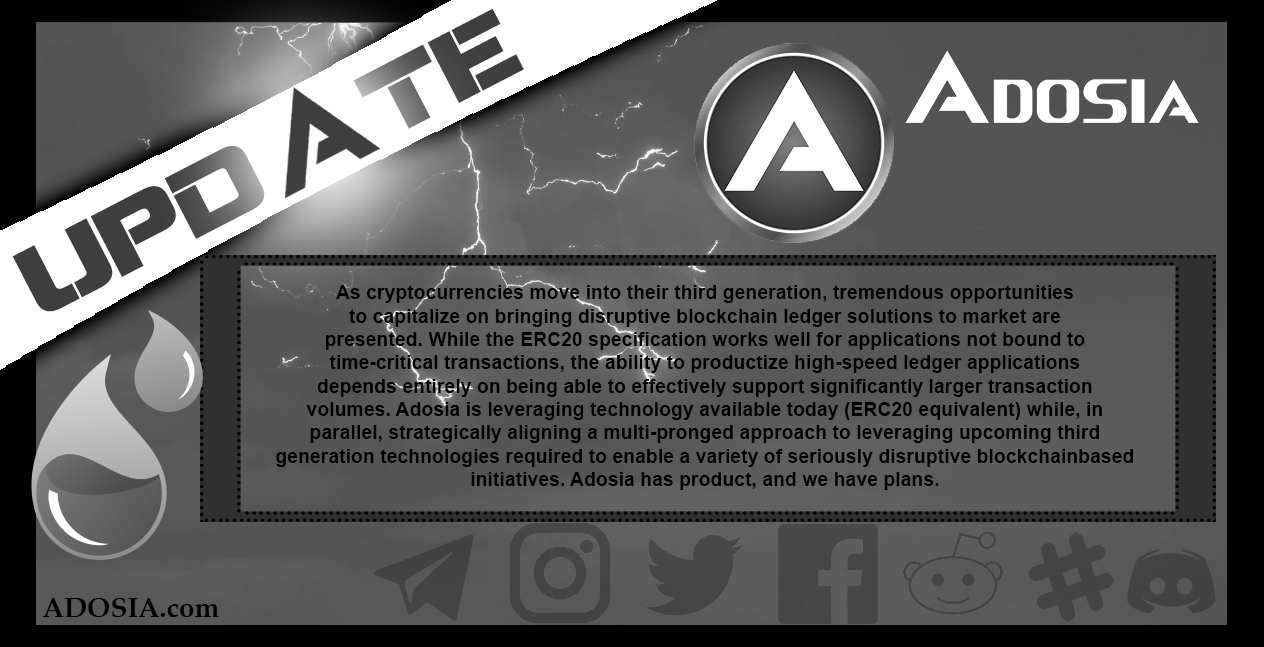 UPDATE
ADOSIA
As cryptocurrencies move into their third generation, tremendous opportunities
to capitalize on bringing disruptive blockchain ledger solutions to market are
presented. While the ERC20 specification works well for applications not bound to
time-critical transactions, the ability to productize high-speed ledger applications
depends entirely on being able to effectively support significantly larger transaction
volumes. Adosia is leveraging technology available today (ERC20 equivalent) while, in
parallel, strategically aligning a multi-pronged approach to leveraging upcoming third
generation technologies required to enable a variety of seriously disruptive blockchainbased
initiatives. Adosia has product, and we have plans.
ADOSIA.com